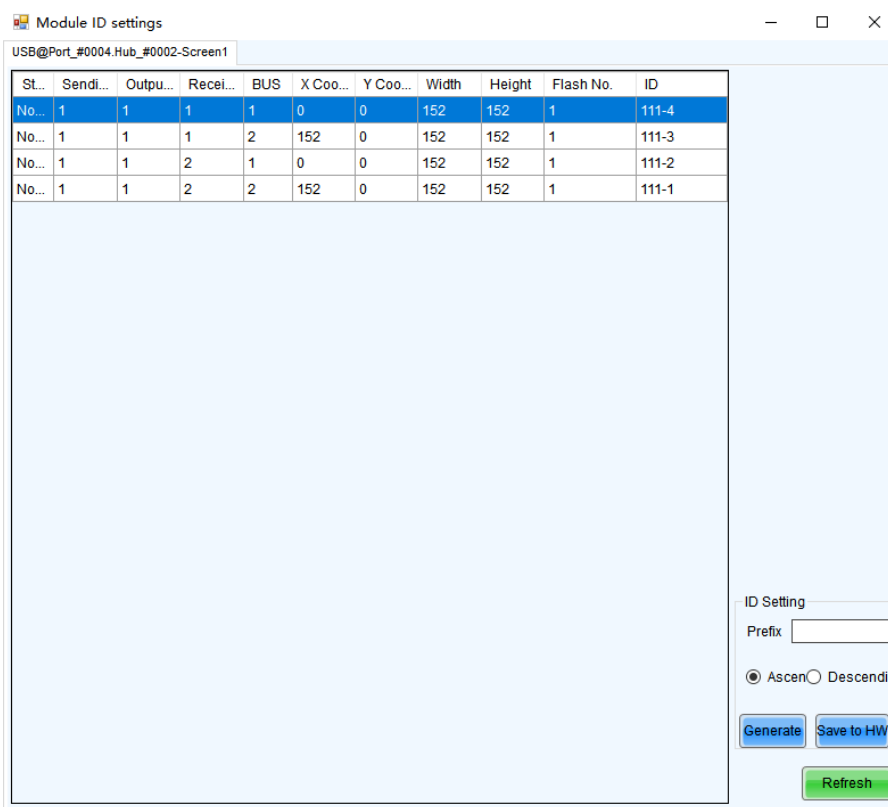 Module ID settings
USB@Port_#0004.Hub_#0002-Screen1
St... Sendi... Outpu... Recei... BUS X Coo... Y Coo... Width Height Flash No. ID
No... 1 1 1 1 0 0 152 152 1 111-4
No... 1 1 1 2 152 0 152 152 1 111-3
No... 1 1 2 1 0 0 152 152 1 111-2
No... 1 1 2 2 152 0 152 152 1 111-1
ID Setting
Prefix
Ascen Descendi
Generate Save to HW
Refresh